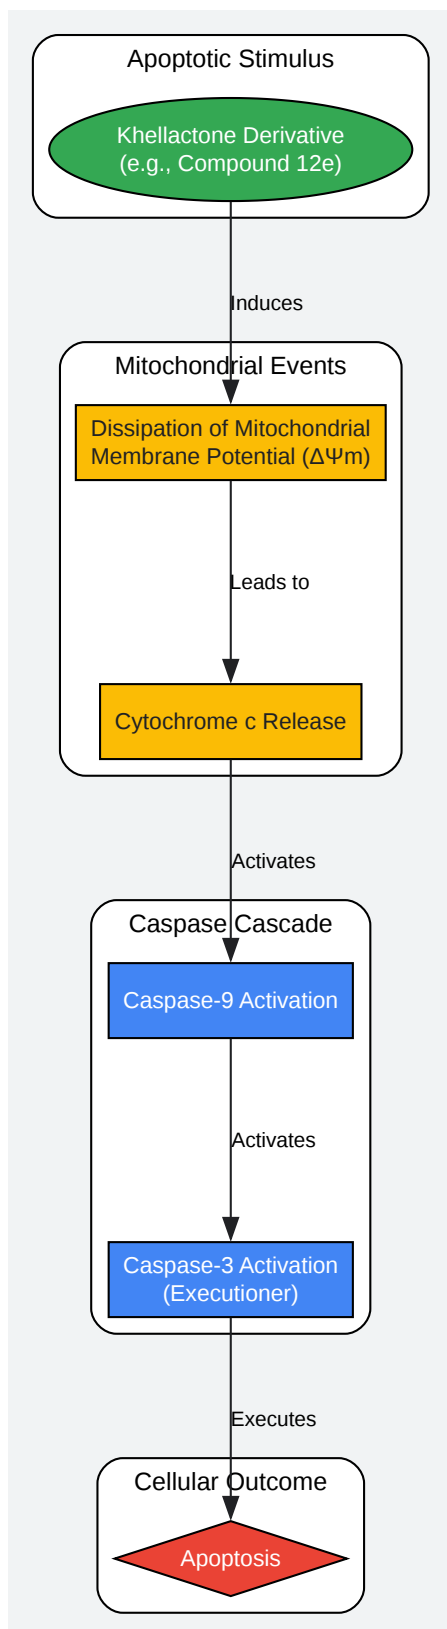 Apoptotic Stimulus
Khellactone Derivative
(e.g., Compound 12e)
Induces
Mitochondrial Events
Dissipation of Mitochondrial
Membrane Potential (ΔΨm)
Leads to
Cytochrome c Release
Activates
Caspase Cascade
Caspase-9 Activation
Activates
Caspase-3 Activation
(Executioner)
Executes
Cellular Outcome
Apoptosis